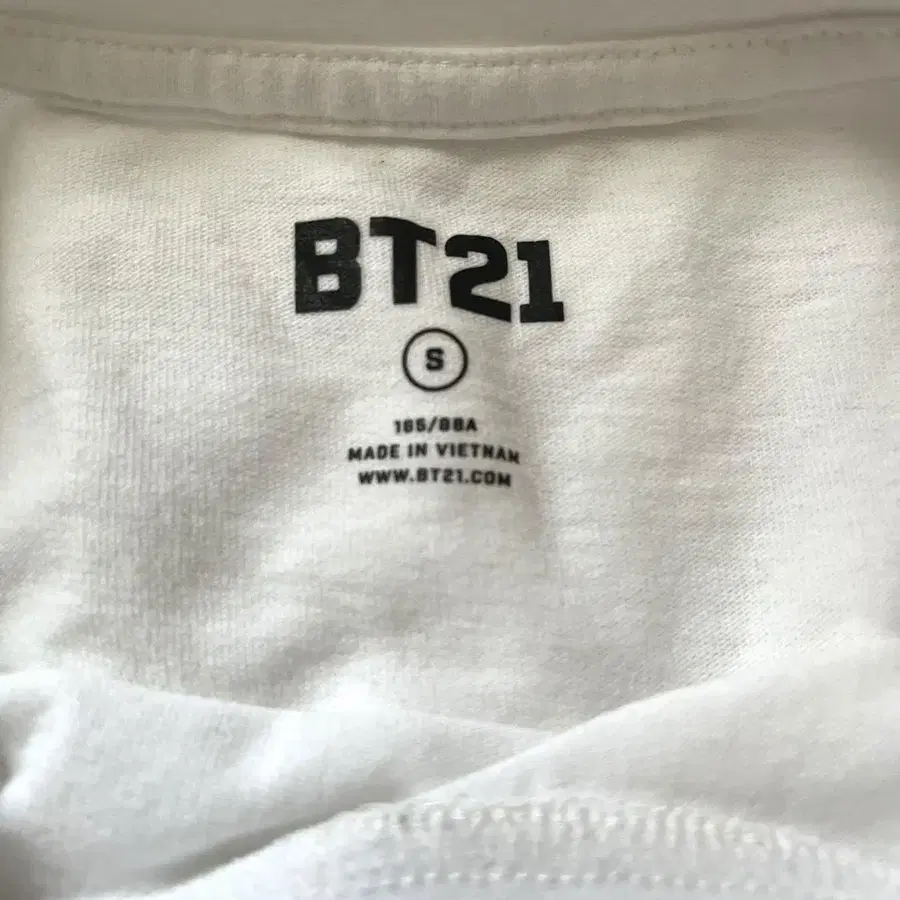 BT21
S
165/88A
MADE IN VIETNAM
WWW.BT21.COM